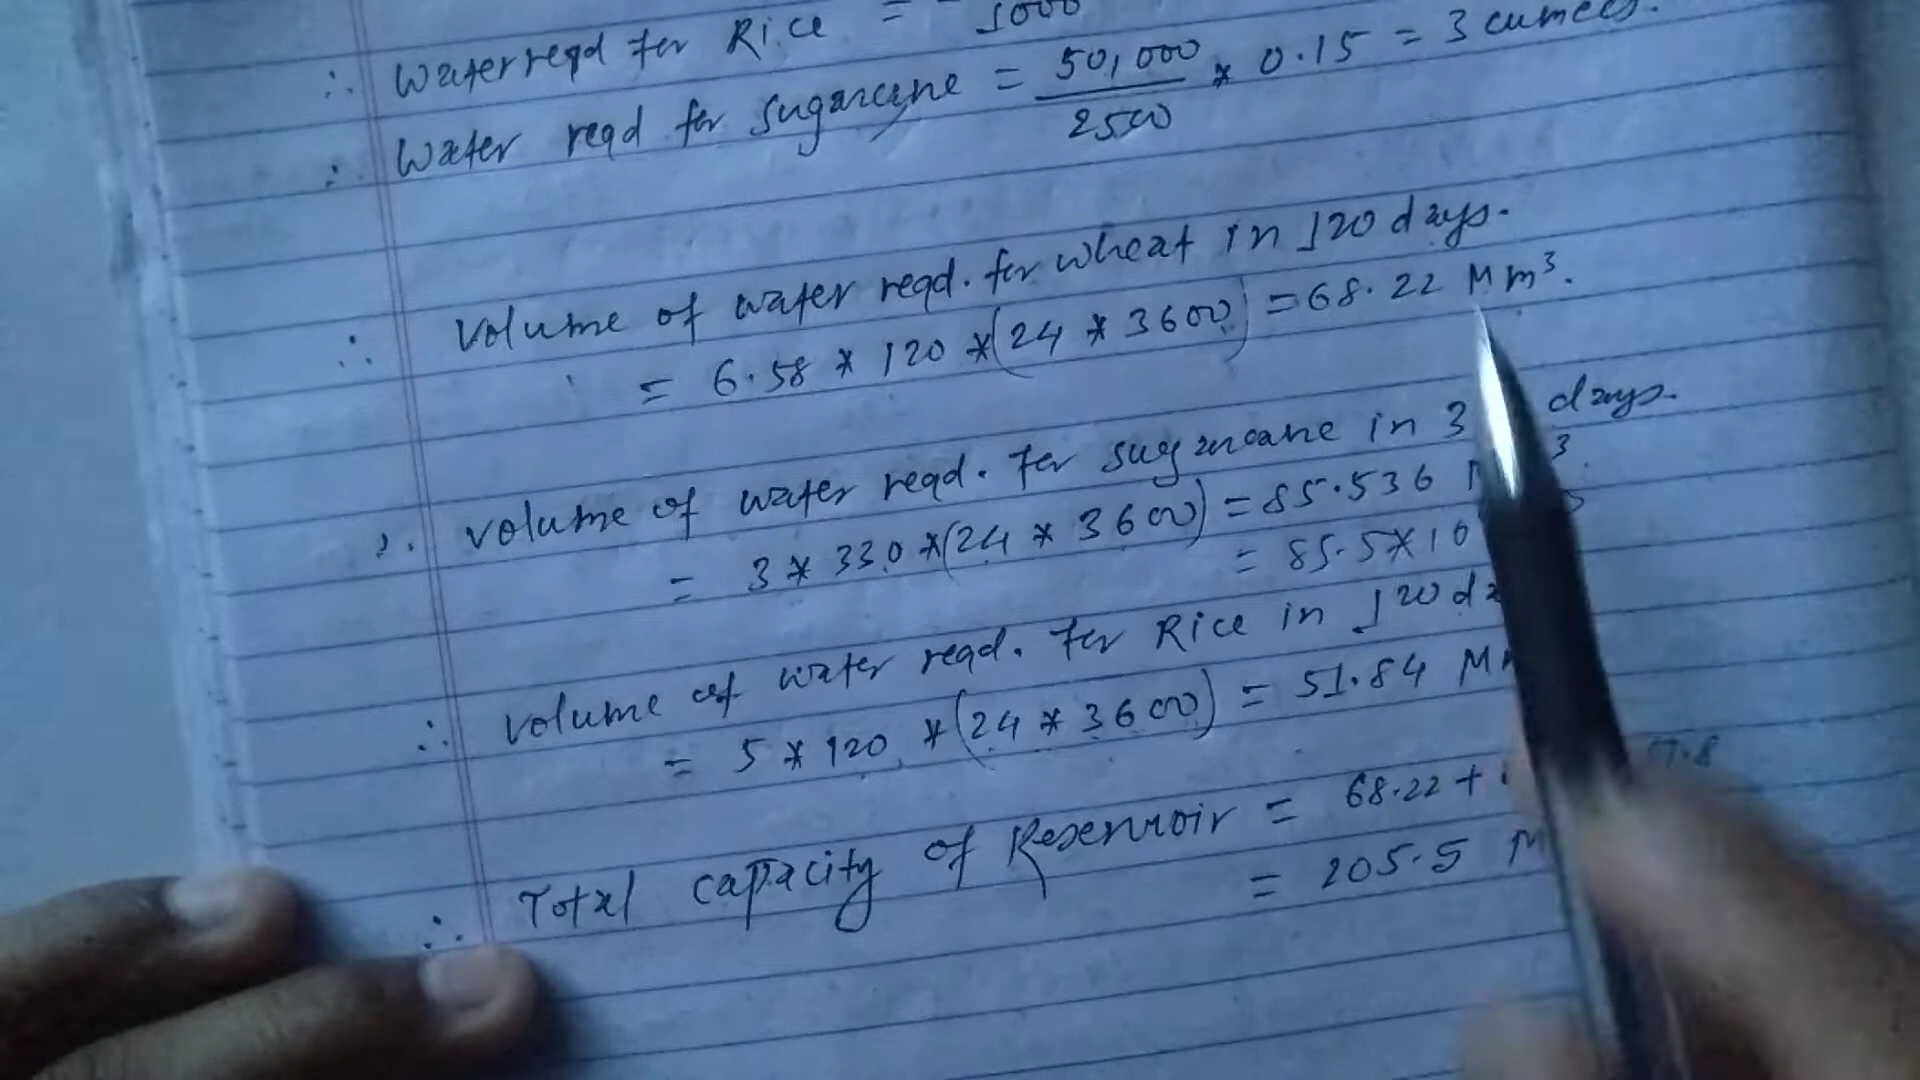 ∴ Water reqd for Rice = 1000
∴ Water reqd for sugarcane = 50,000 / 2500 * 0.15 = 3 cumecs.
∴ Volume of water reqd. for wheat in 120 days.
= 6.58 * 120 * (24 * 3600) = 68.22 Mm³.
∴ volume of water reqd. for sugarcane in 3 days.
= 3 * 330 * (24 * 3600) = 85.536 3
= 85.5 * 10
∴ volume of water reqd. for Rice in 120
= 5 * 120 * (24 * 3600) = 51.84 M
∴ Total capacity of Reservoir = 68.22 +
= 205.5 M